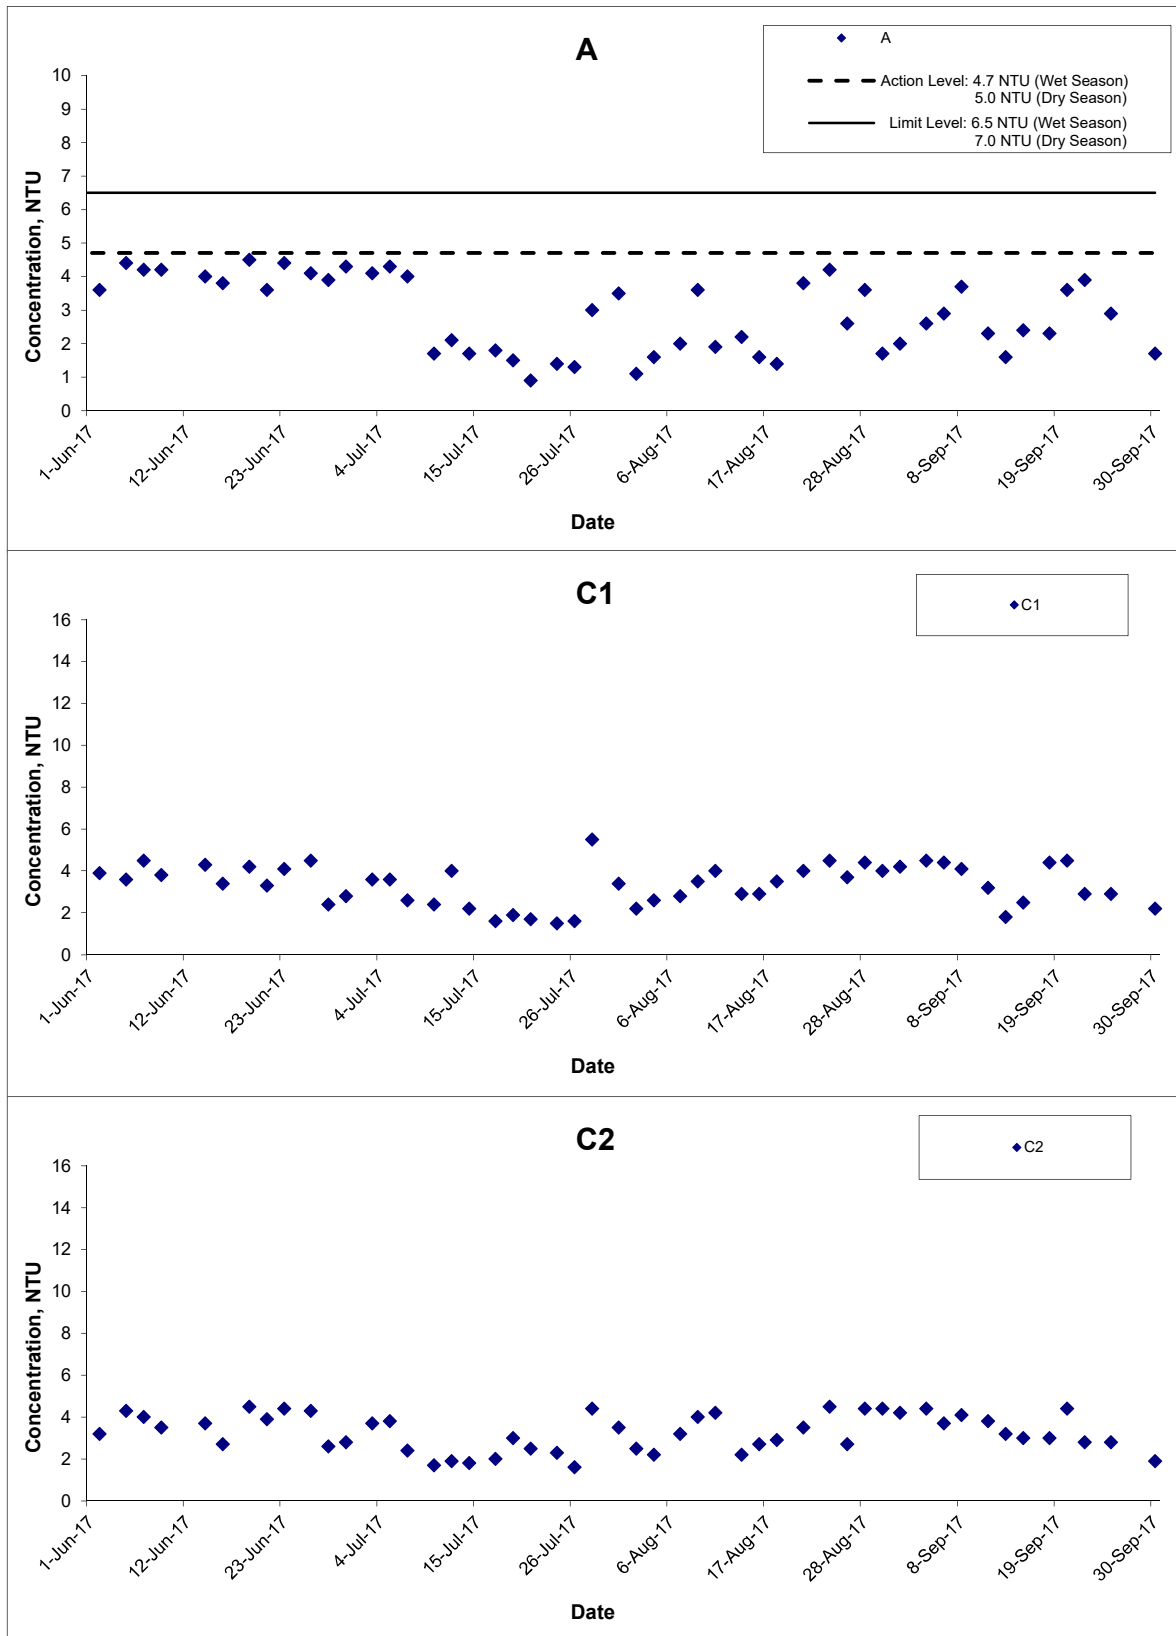 A
A
Action Level: 4.7 NTU (Wet Season)
5.0 NTU (Dry Season)
Limit Level: 6.5 NTU (Wet Season)
7.0 NTU (Dry Season)
10
9
8
7
6
5
4
3
2
1
0
Concentration, NTU
1-Jun-17
12-Jun-17
23-Jun-17
4-Jul-17
15-Jul-17
26-Jul-17
6-Aug-17
17-Aug-17
28-Aug-17
8-Sep-17
19-Sep-17
30-Sep-17
Date
C1
C1
16
14
12
10
8
6
4
2
0
Concentration, NTU
1-Jun-17
12-Jun-17
23-Jun-17
4-Jul-17
15-Jul-17
26-Jul-17
6-Aug-17
17-Aug-17
28-Aug-17
8-Sep-17
19-Sep-17
30-Sep-17
Date
C2
C2
16
14
12
10
8
6
4
2
0
Concentration, NTU
1-Jun-17
12-Jun-17
23-Jun-17
4-Jul-17
15-Jul-17
26-Jul-17
6-Aug-17
17-Aug-17
28-Aug-17
8-Sep-17
19-Sep-17
30-Sep-17
Date